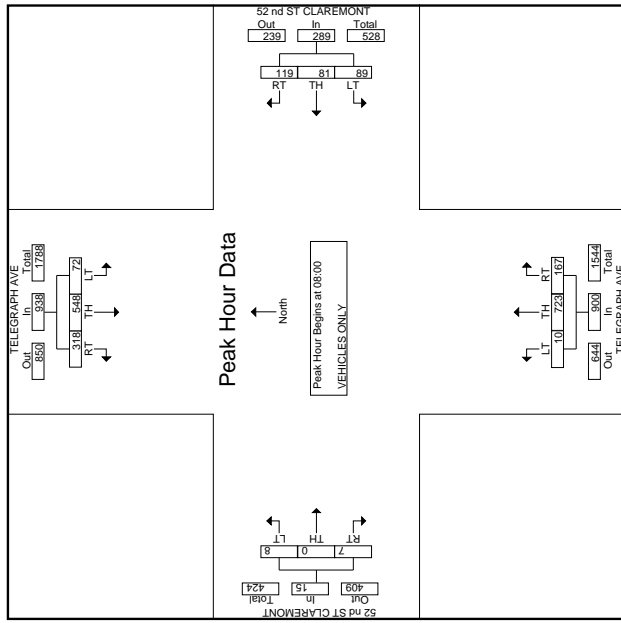 52 nd ST CLAREMONT
Out In Total
239 289 528
119 81 89
RT TH LT
TELEGRAPH AVE
Total In Out
1788 938 850
72 548 318
LT TH RT
Peak Hour Data
North
Peak Hour Begins at 08:00
VEHICLES ONLY
RT TH LT
167 723 10
1544 900 644
Total In Out
TELEGRAPH AVE
LT TH RT
8 0 7
424 15 409
Total In Out
52 nd ST CLAREMONT